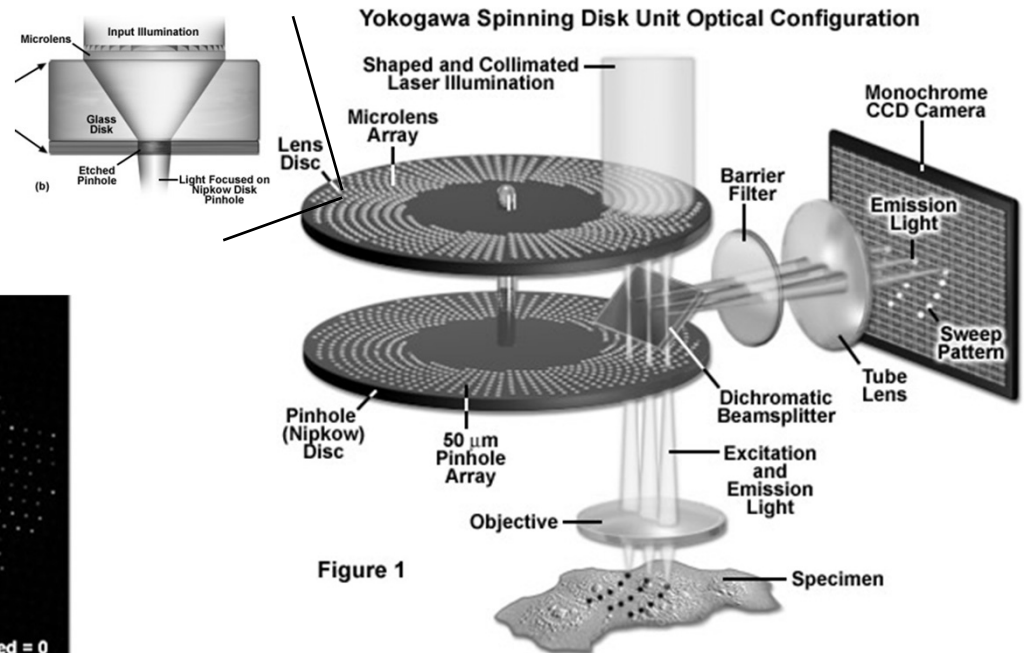 Yokogawa Spinning Disk Unit Optical Configuration
Input Illumination
Microlens
Glass
Disk
Etched
Pinhole
Light Focused on
Nipkow Disk
Pinhole
(b)
Shaped and Collimated
Laser Illumination
Microlens
Array
Lens
Disc
Barrier
Filter
Monochrome
CCD Camera
Emission
Light
Sweep
Pattern
Tube
Lens
Dichromatic
Beamsplitter
Pinhole
(Nipkow)
Disc
50 μm
Pinhole
Array
Excitation
and
Emission
Light
Objective
Figure 1
Specimen
ed = 0